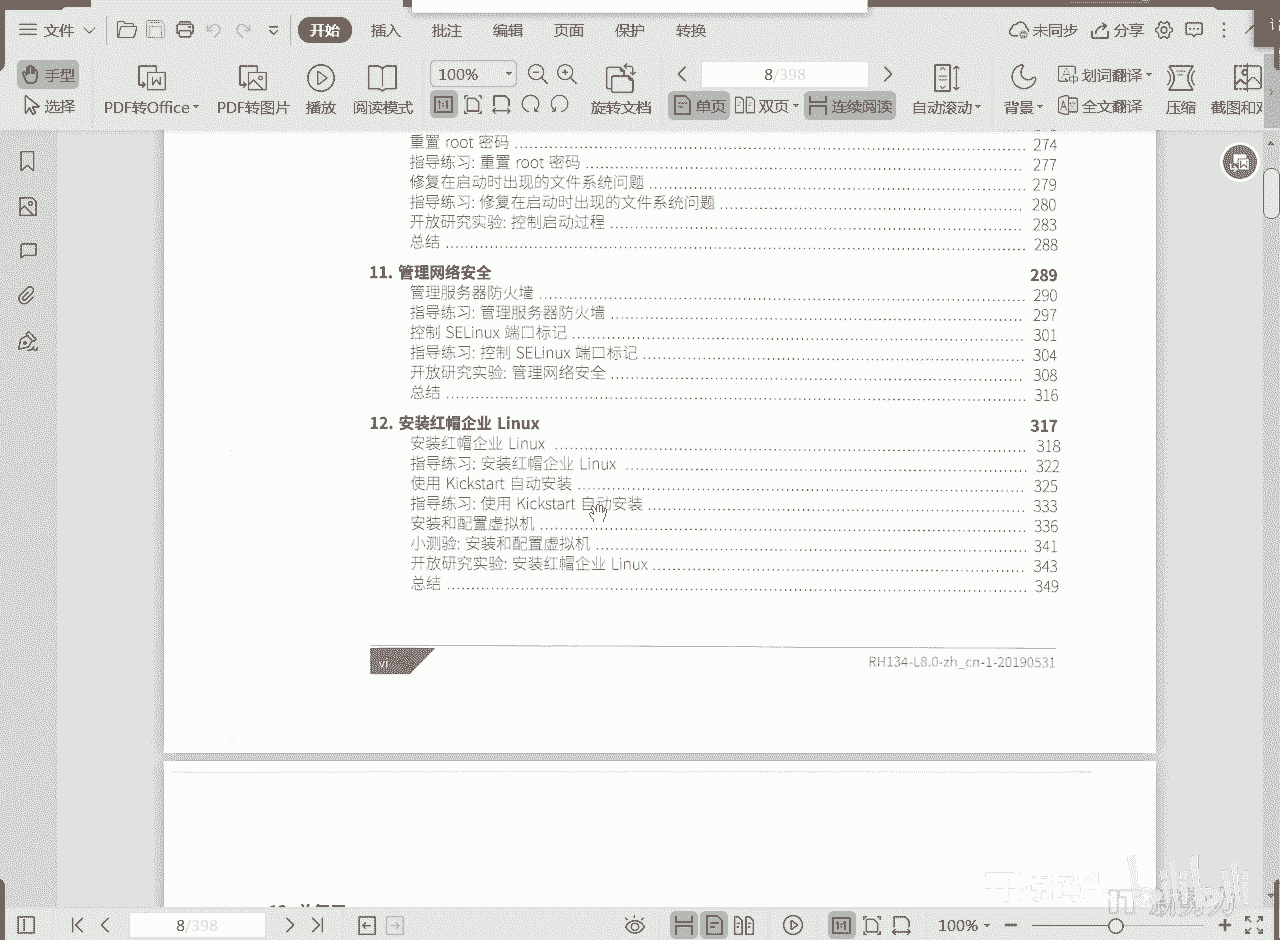 文件
开始
插入
批注
编辑
页面
保护
转换
未同步
分享
手型
选择
PDF转Office
PDF转图片
播放
阅读模式
100%
旋转文档
8/398
单页
双页
连续阅读
自动滚动
背景
划词翻译
全文翻译
压缩
截图和对
重置 root 密码 274
指导练习: 重置 root 密码 277
修复在启动时出现的文件系统问题 279
指导练习: 修复在启动时出现的文件系统问题 280
开放研究实验: 控制启动过程 283
总结 288
11. 管理网络安全 289
管理服务器防火墙 290
指导练习: 管理服务器防火墙 297
控制 SELinux 端口标记 301
指导练习: 控制 SELinux 端口标记 304
开放研究实验: 管理网络安全 308
总结 316
12. 安装红帽企业 Linux 317
安装红帽企业 Linux 318
指导练习: 安装红帽企业 Linux 322
使用 Kickstart 自动安装 325
指导练习: 使用 Kickstart 自动安装 333
安装和配置虚拟机 336
小测验: 安装和配置虚拟机 341
开放研究实验: 安装红帽企业 Linux 343
总结 349
vi
RH134-L8.0-zh_cn-1-20190531
8/398
100%